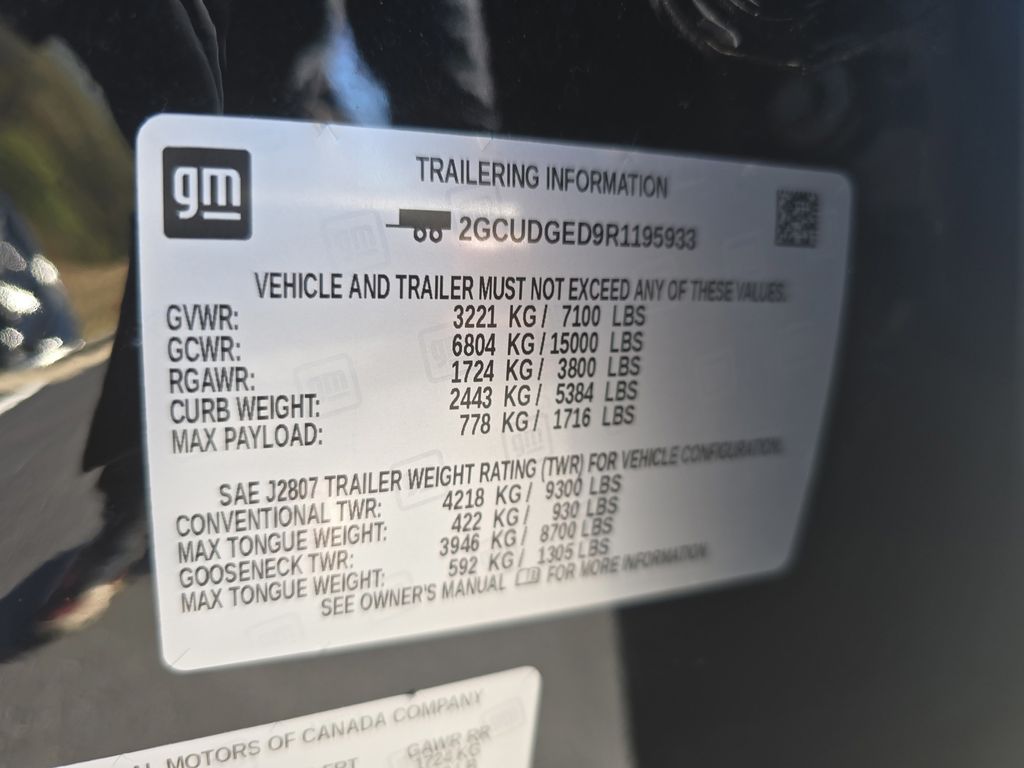 gm
TRAILERING INFORMATION
2GCUDGED9R1195933
VEHICLE AND TRAILER MUST NOT EXCEED ANY OF THESE VALUES.
GVWR: 3221 KG / 7100 LBS
GCWR: 6804 KG / 15000 LBS
RGAWR: 1724 KG / 3800 LBS
CURB WEIGHT: 2443 KG / 5384 LBS
MAX PAYLOAD: 778 KG / 1716 LBS
SAE J2807 TRAILER WEIGHT RATING (TWR) FOR VEHICLE CONFIGURATION.
CONVENTIONAL TWR: 4218 KG / 9300 LBS
MAX TONGUE WEIGHT: 422 KG / 930 LBS
GOOSENECK TWR: 3946 KG / 8700 LBS
MAX TONGUE WEIGHT: 592 KG / 1305 LBS
SEE OWNER'S MANUAL FOR MORE INFORMATION.
MOTORS OF CANADA COMPANY
GAWR RR
1724 KG